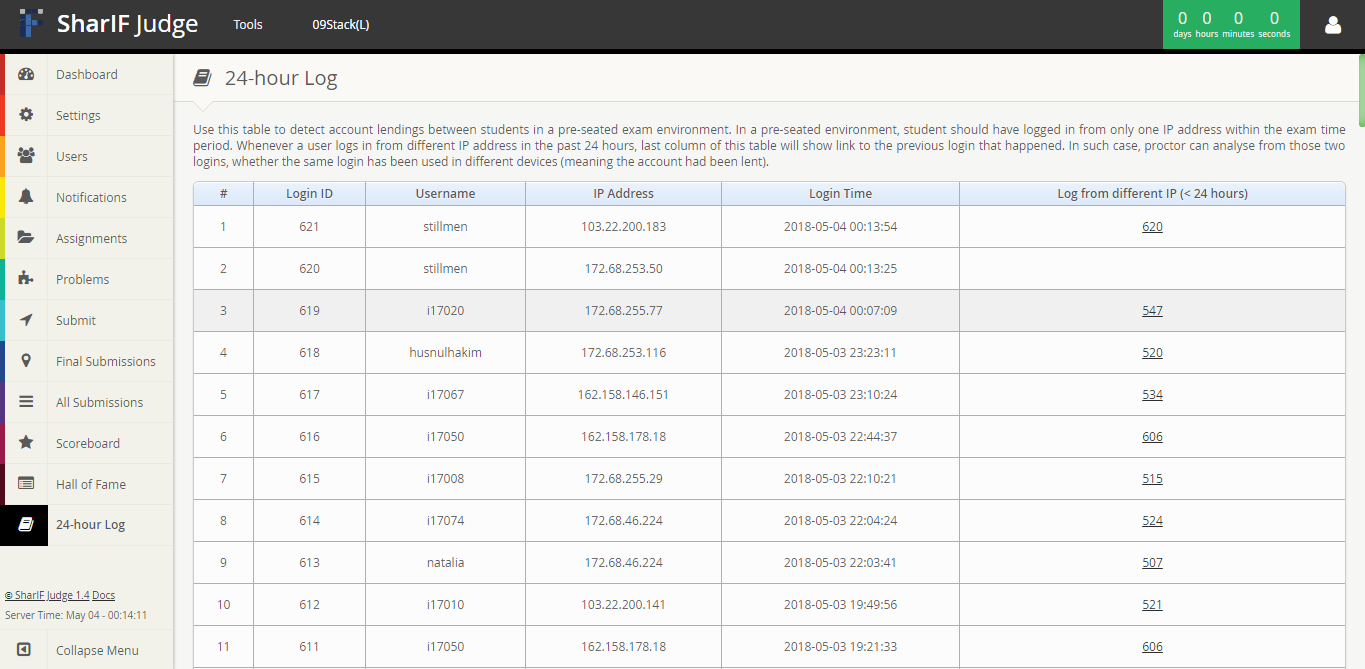 SharIF Judge
Tools
09Stack(L)
0 0 0 0
days hours minutes seconds
Dashboard
Settings
Users
Notifications
Assignments
Problems
Submit
Final Submissions
All Submissions
Scoreboard
Hall of Fame
24-hour Log
© SharIF Judge 1.4 Docs
Server Time: May 04 - 00:14:11
Collapse Menu
24-hour Log
Use this table to detect account lendings between students in a pre-seated exam environment. In a pre-seated environment, student should have logged in from only one IP address within the exam time
period. Whenever a user logs in from different IP address in the past 24 hours, last column of this table will show link to the previous login that happened. In such case, proctor can analyse from those two
logins, whether the same login has been used in different devices (meaning the account had been lent).
# Login ID Username IP Address Login Time Log from different IP (< 24 hours)
1 621 stillmen 103.22.200.183 2018-05-04 00:13:54 620
2 620 stillmen 172.68.253.50 2018-05-04 00:13:25
3 619 i17020 172.68.255.77 2018-05-04 00:07:09 547
4 618 husnulhakim 172.68.253.116 2018-05-03 23:23:11 520
5 617 i17067 162.158.146.151 2018-05-03 23:10:24 534
6 616 i17050 162.158.178.18 2018-05-03 22:44:37 606
7 615 i17008 172.68.255.29 2018-05-03 22:10:21 515
8 614 i17074 172.68.46.224 2018-05-03 22:04:24 524
9 613 natalia 172.68.46.224 2018-05-03 22:03:41 507
10 612 i17010 103.22.200.141 2018-05-03 19:49:56 521
11 611 i17050 162.158.178.18 2018-05-03 19:21:33 606